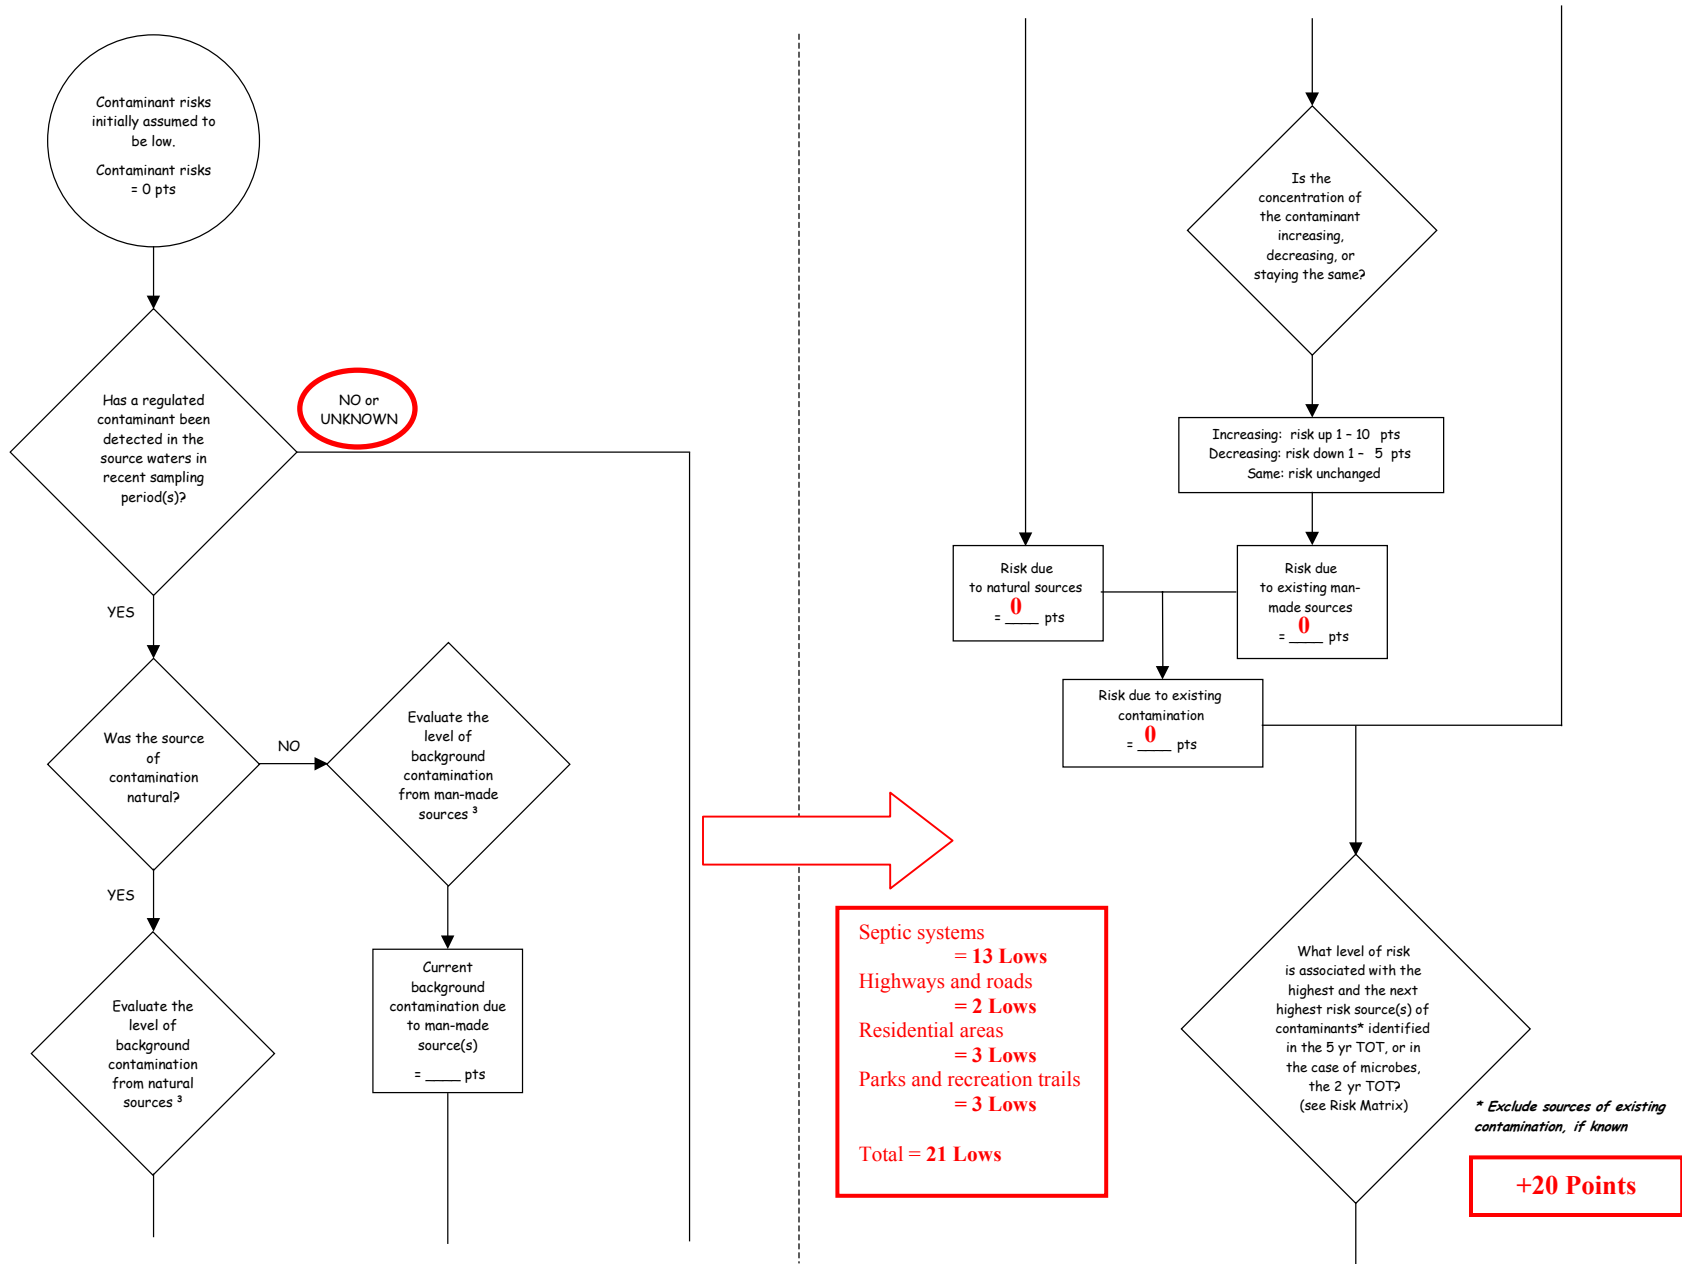 Contaminant risks
initially assumed to
be low.
Contaminant risks
= 0 pts
Has a regulated
contaminant been
detected in the
source waters in
recent sampling
period(s)?
NO or
UNKNOWN
YES
Was the source
of
contamination
natural?
NO
Evaluate the
level of
background
contamination
from man-made
sources ³
YES
Evaluate the
level of
background
contamination
from natural
sources ³
Current
background
contamination due
to man-made
source(s)
= ____ pts
Is the
concentration of
the contaminant
increasing,
decreasing, or
staying the same?
Increasing: risk up 1 – 10 pts
Decreasing: risk down 1 – 5 pts
Same: risk unchanged
Risk due
to natural sources
0
= ____ pts
Risk due
to existing man-
made sources
0
= ____ pts
Risk due to existing
contamination
0
= ____ pts
Septic systems
= 13 Lows
Highways and roads
= 2 Lows
Residential areas
= 3 Lows
Parks and recreation trails
= 3 Lows
Total = 21 Lows
What level of risk
is associated with the
highest and the next
highest risk source(s) of
contaminants* identified
in the 5 yr TOT, or in
the case of microbes,
the 2 yr TOT?
(see Risk Matrix)
* Exclude sources of existing
contamination, if known
+20 Points